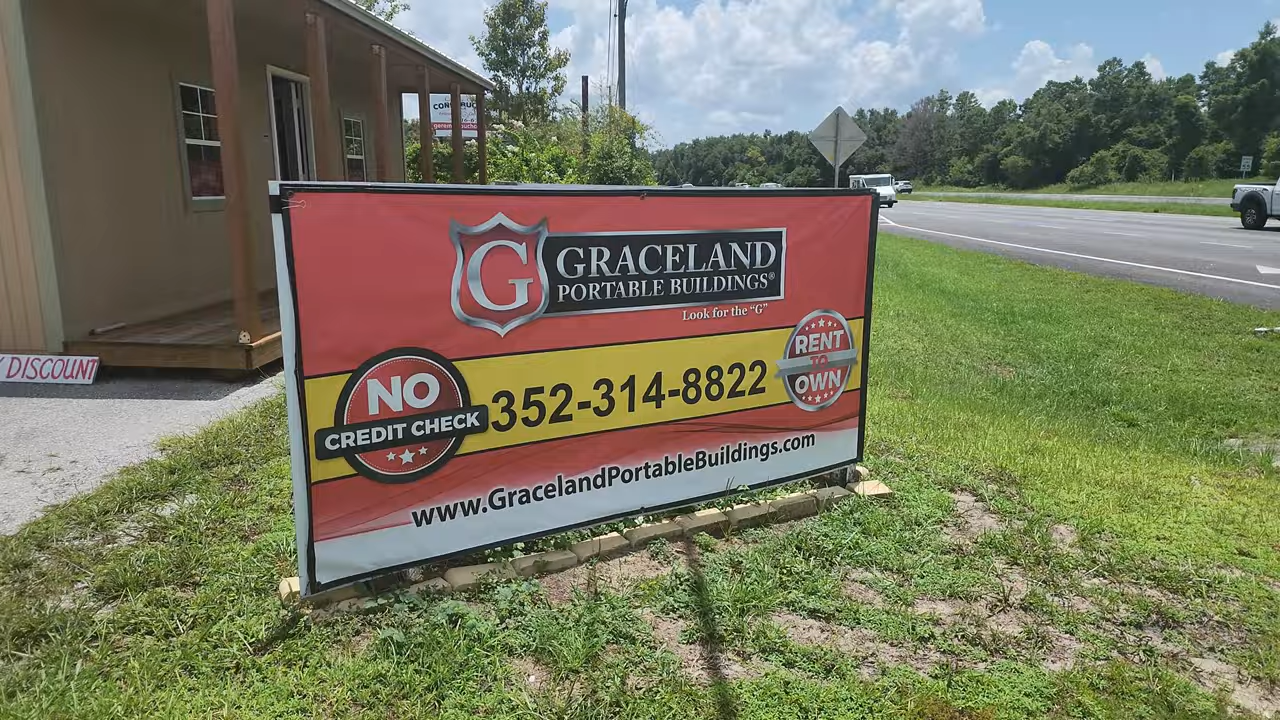 G
GRACELAND
PORTABLE BUILDINGS®
Look for the "G"
NO
CREDIT CHECK
352-314-8822
RENT
TO
OWN
www.GracelandPortableBuildings.com
DISCOUNT